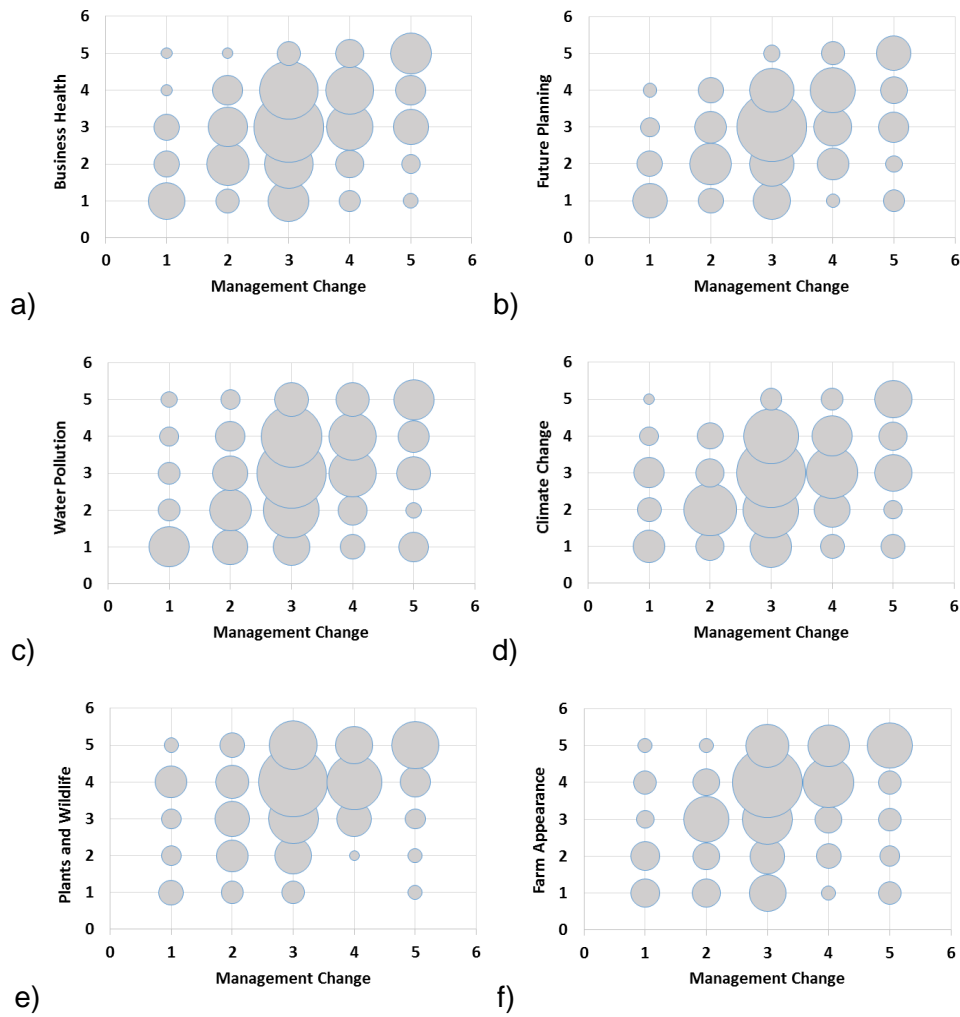 6
5
4
3
2
1
0
Business Health
0 1 2 3 4 5 6
Management Change
a)
6
5
4
3
2
1
0
Future Planning
0 1 2 3 4 5 6
Management Change
b)
6
5
4
3
2
1
0
Water Pollution
0 1 2 3 4 5 6
Management Change
c)
6
5
4
3
2
1
0
Climate Change
0 1 2 3 4 5 6
Management Change
d)
6
5
4
3
2
1
0
Plants and Wildlife
0 1 2 3 4 5 6
Management Change
e)
6
5
4
3
2
1
0
Farm Appearance
0 1 2 3 4 5 6
Management Change
f)